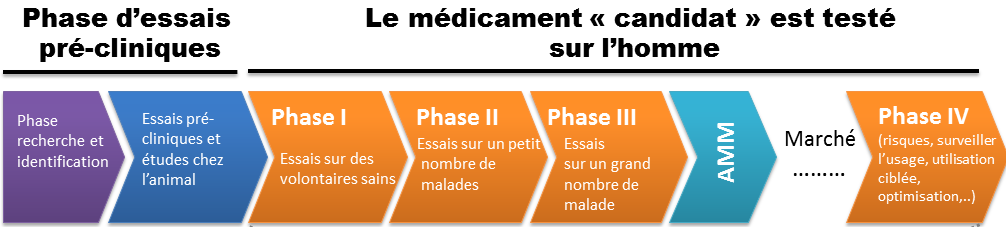 Phase d’essais
pré-cliniques
Le médicament « candidat » est testé
sur l’homme
Phase
recherche et
identification
Essais pré-
cliniques et
études chez
l’animal
Phase I
Essais sur des
volontaires sains
Phase II
Essais sur un petit
nombre de
malades
Phase III
Essais
sur un grand
nombre de
malade
AMM
Marché
………
Phase IV
(risques, surveiller
l’usage, utilisation
ciblée,
optimisation,..)